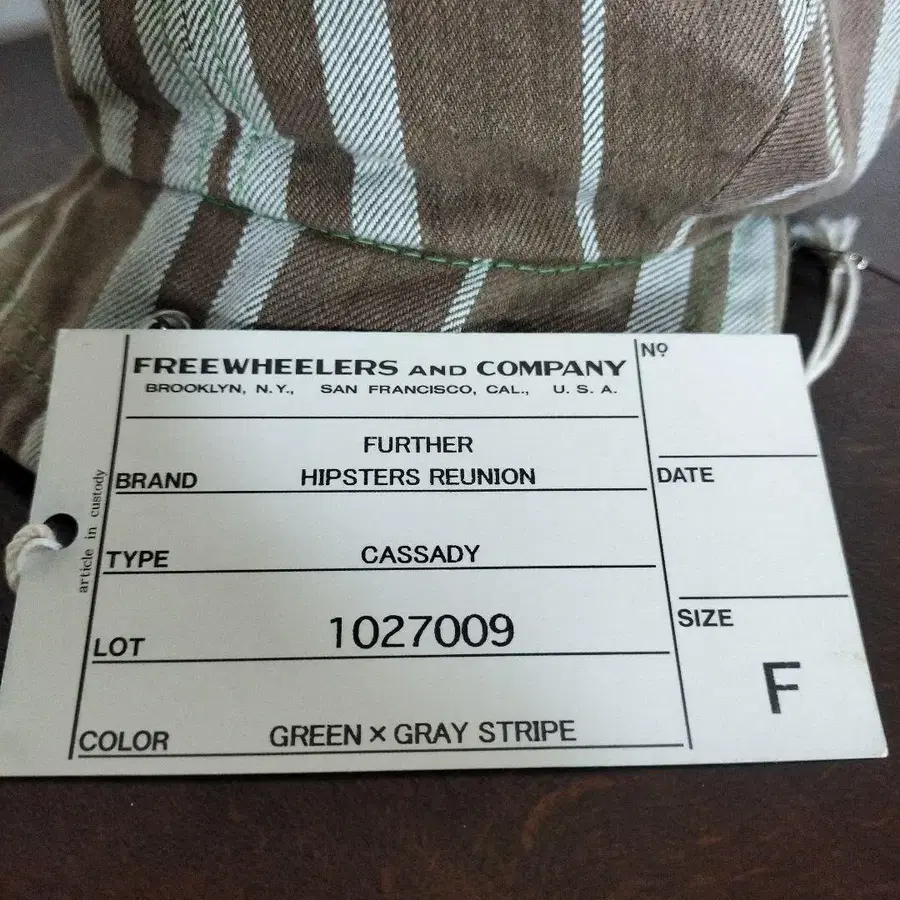 FREEWHEELERS AND COMPANY
BROOKLYN, N.Y., SAN FRANCISCO, CAL., U.S.A.
Nº
FURTHER
BRAND HIPSTERS REUNION
DATE
article in custody
TYPE CASSADY
LOT 1027009
SIZE
F
COLOR GREEN×GRAY STRIPE